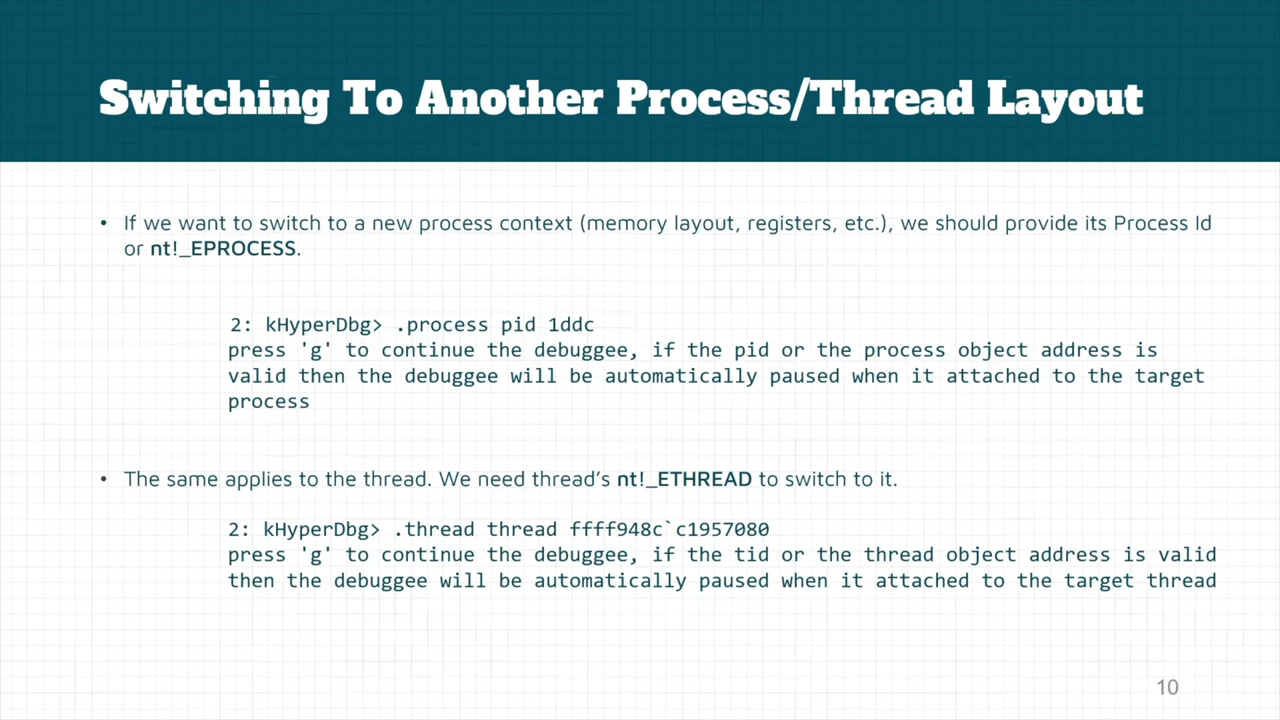 Switching To Another Process/Thread Layout
• If we want to switch to a new process context (memory layout, registers, etc.), we should provide its Process Id
or nt!_EPROCESS.
2: kHyperDbg> .process pid 1ddc
press 'g' to continue the debuggee, if the pid or the process object address is
valid then the debuggee will be automatically paused when it attached to the target
process
• The same applies to the thread. We need thread’s nt!_ETHREAD to switch to it.
2: kHyperDbg> .thread thread ffff948c`c1957080
press 'g' to continue the debuggee, if the tid or the thread object address is valid
then the debuggee will be automatically paused when it attached to the target thread
10